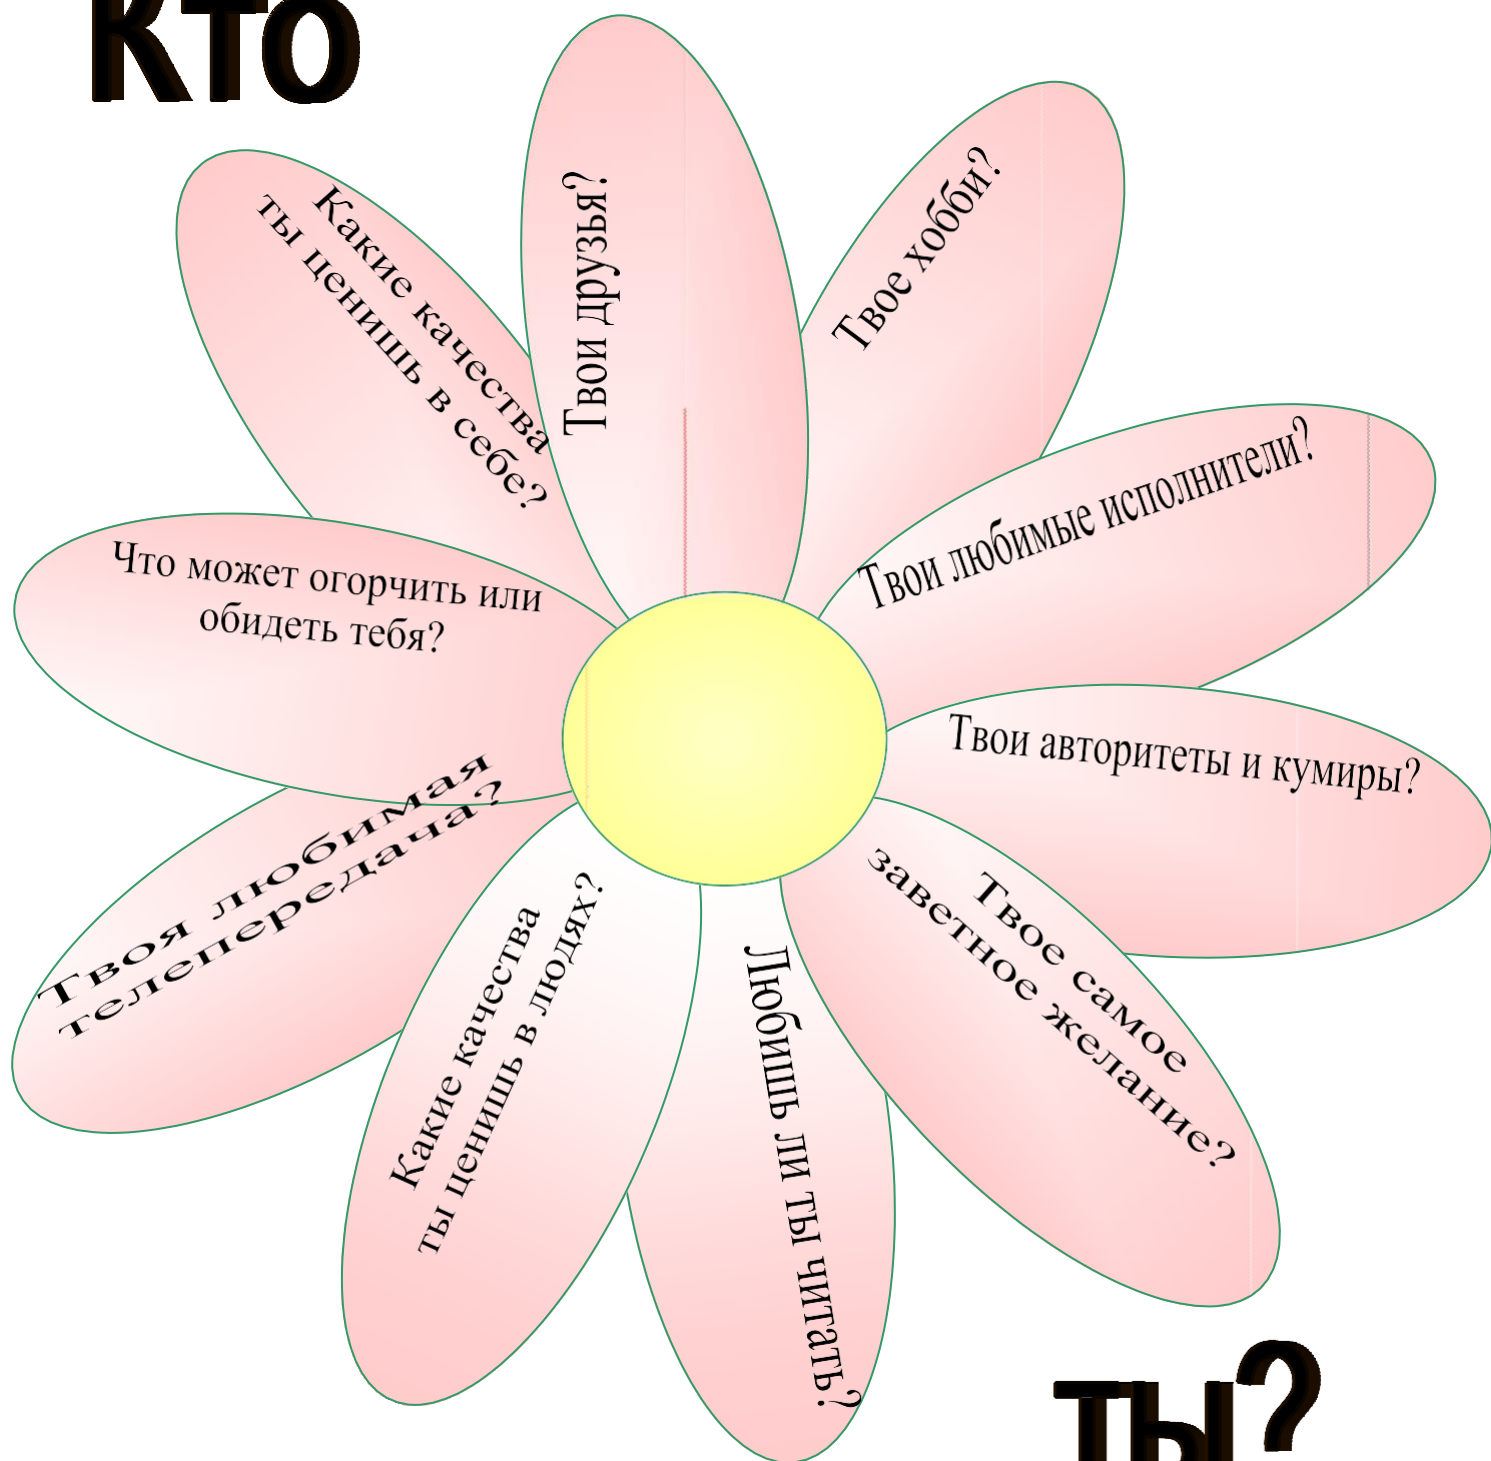 Кто
Твои друзья?
Твое хобби?
Твои любимые исполнители?
Твои авторитеты и кумиры?
Твое самое
заветное желание?
Любишь ли ты читать?
Какие качества
ты ценишь в людях?
Твоя любимая
телепередача?
Что может огорчить или
обидеть тебя?
Какие качества
ты ценишь в себе?
ты?